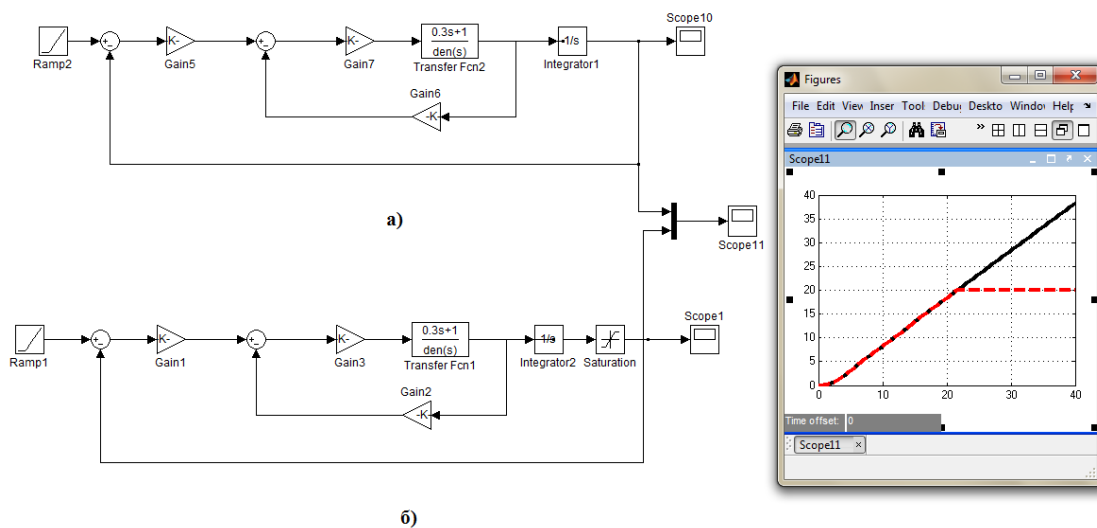 Scope10
0.3s+1
K-
K-
1/s
den(s)
Ramp2
Gain5
Gain7
Transfer Fcn2
Integrator1
Gain6
-K-
а)
Scope11
Scope1
0.3s+1
K-
K-
1/s
den(s)
Ramp1
Gain1
Gain3
Transfer Fcn1
Integrator2
Saturation
Gain2
-K
б)
Figures
File Edit View Inser Tool Debu Deskto Windo Help
Scope11
40
35
30
25
20
15
10
5
0
0 10 20 30 40
Time offset: 0
Scope11